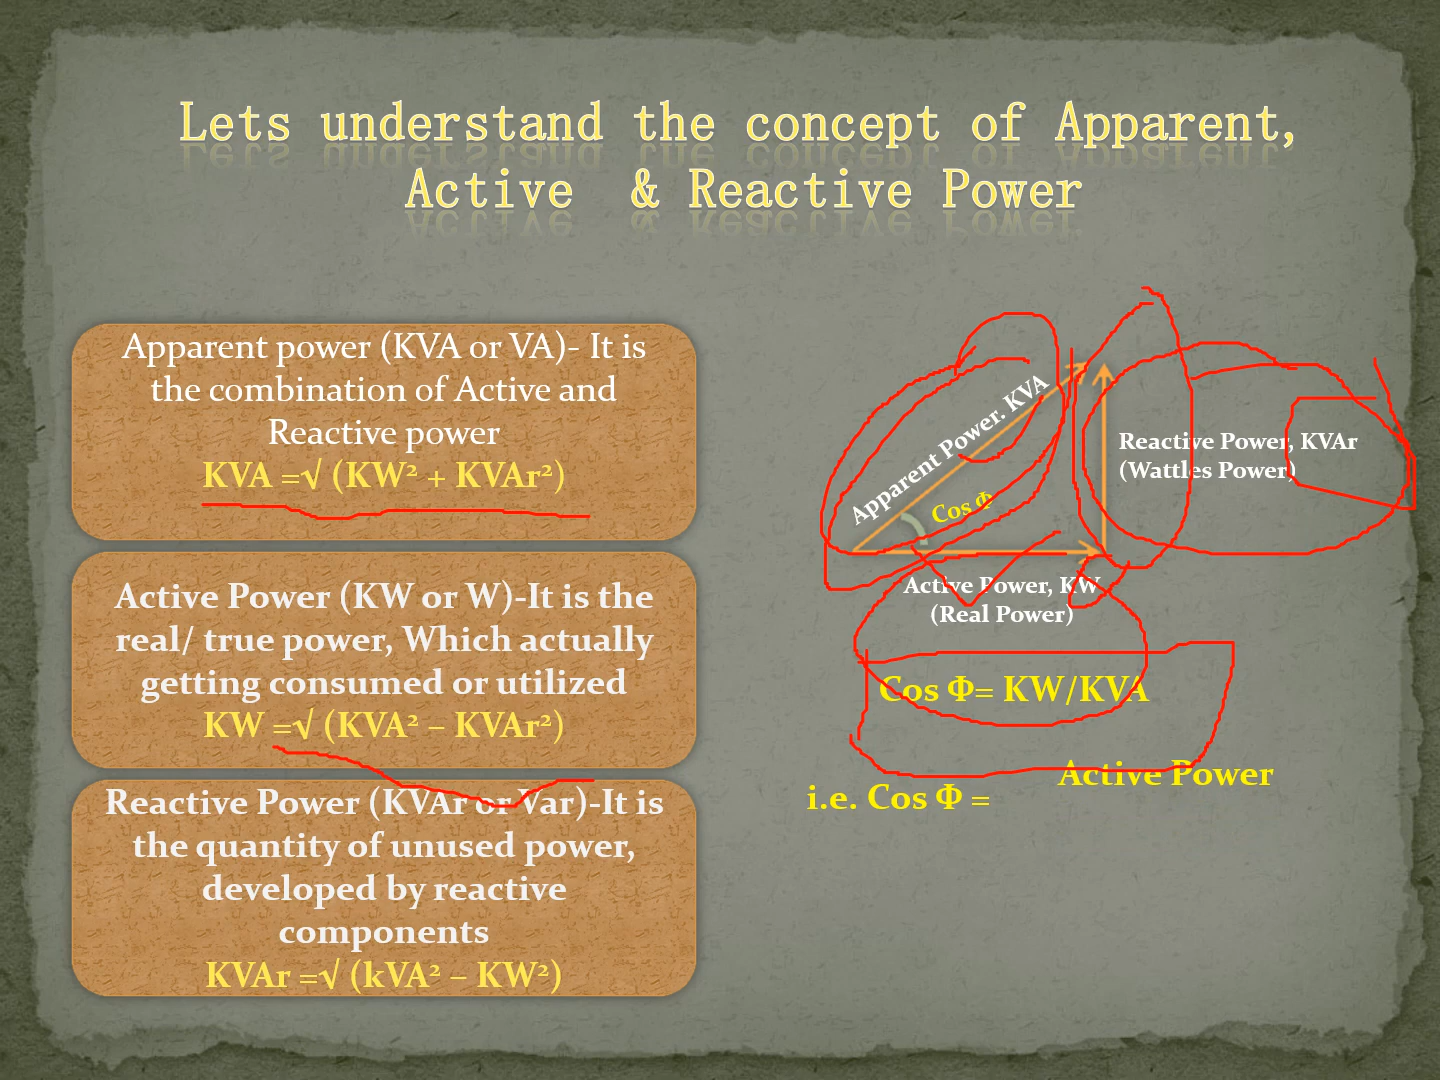 Lets understand the concept of Apparent,
Active & Reactive Power
Apparent power (KVA or VA)- It is
the combination of Active and
Reactive power
KVA =√ (KW² + KVAr²)
Active Power (KW or W)-It is the
real/ true power, Which actually
getting consumed or utilized
KW =√ (KVA² – KVAr²)
Reactive Power (KVAr or Var)-It is
the quantity of unused power,
developed by reactive
components
KVAr =√ (kVA² – KW²)
Apparent Power. KVA
Cos Φ
Reactive Power, KVAr
(Wattles Power)
Active Power, KW
(Real Power)
Cos Φ= KW/KVA
Active Power
i.e. Cos Φ =